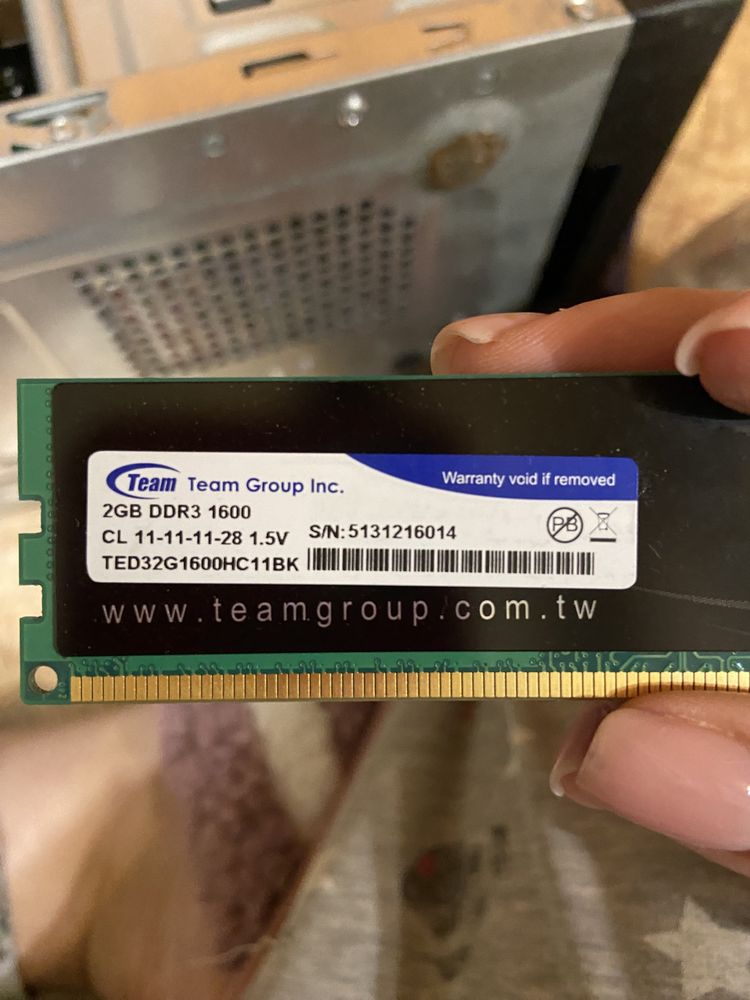 Team Team Group Inc.
Warranty void if removed
2GB DDR3 1600
CL 11-11-11-28 1.5V
S/N:5131216014
TED32G1600HC11BK
PB
www.teamgroup.com.tw